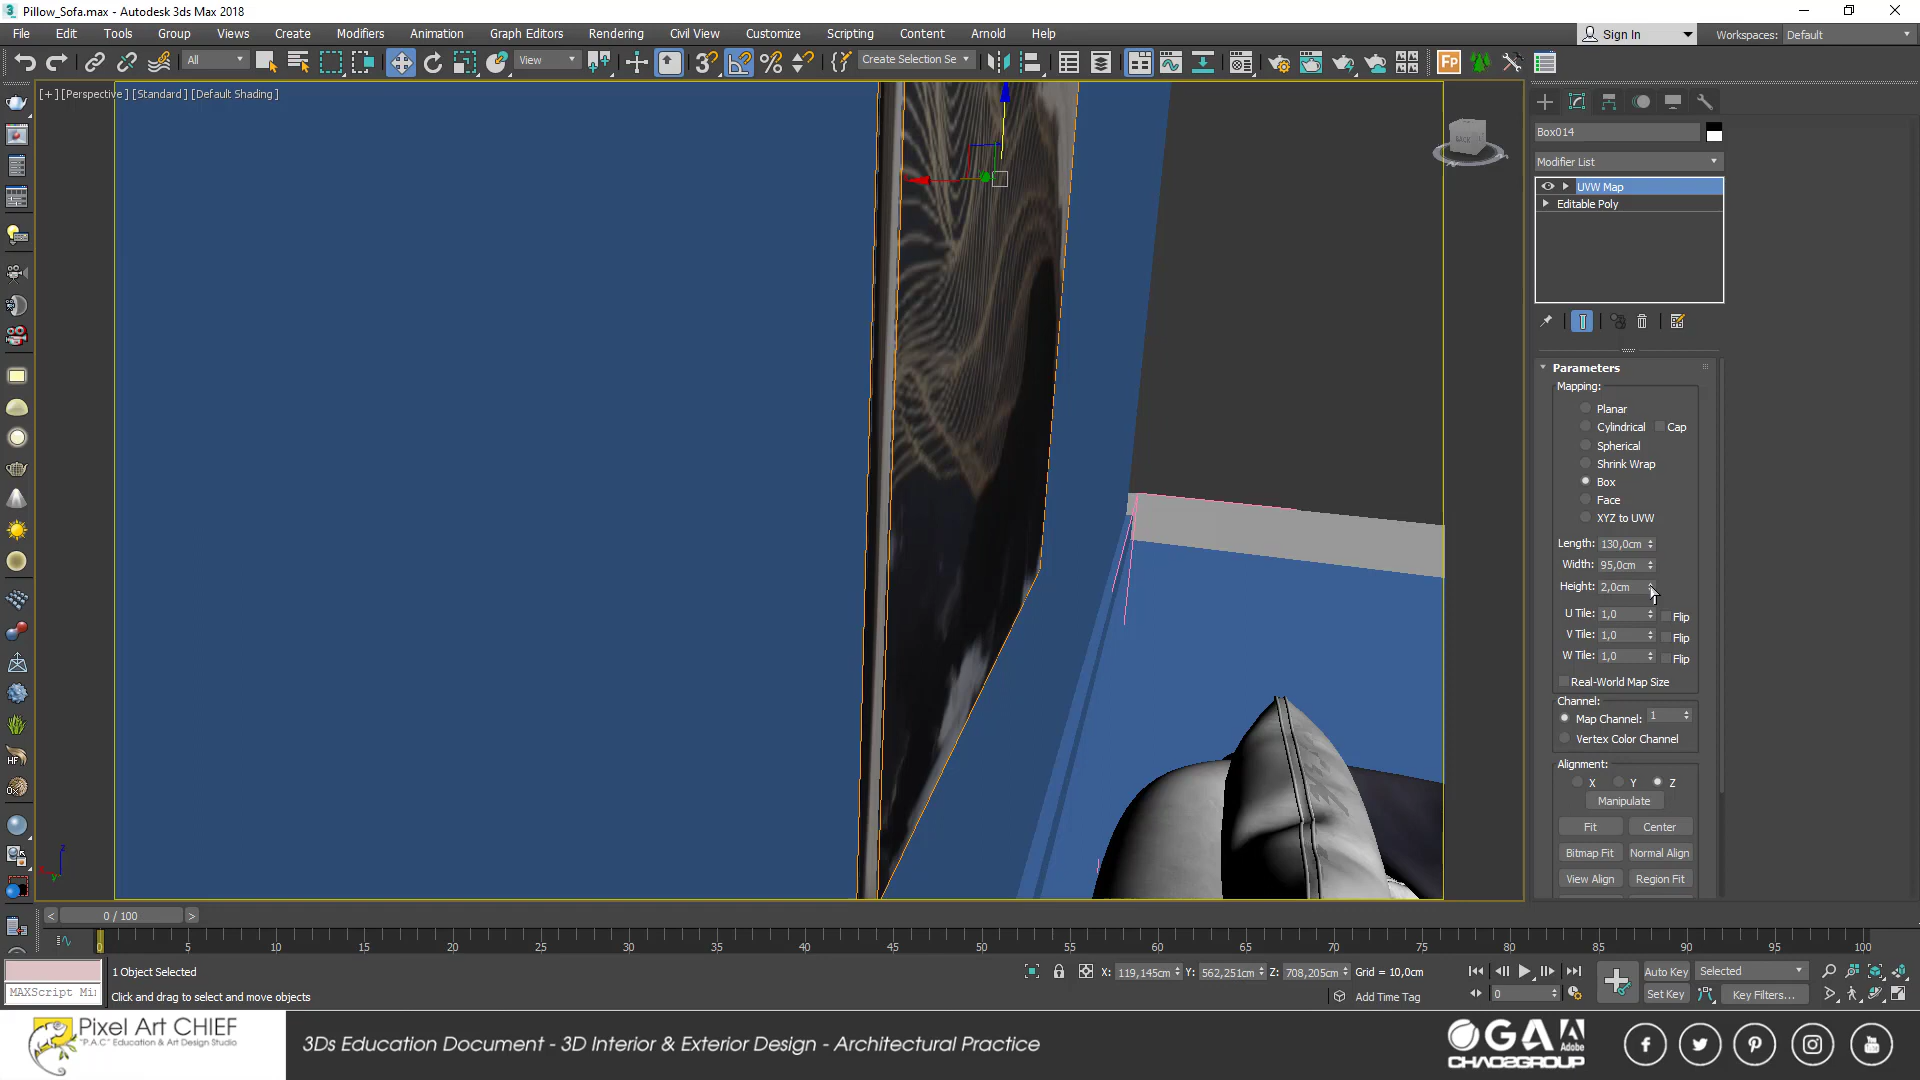 Pillow_Sofa.max - Autodesk 3ds Max 2018
File Edit Tools Group Views Create Modifiers Animation Graph Editors Rendering Civil View Customize Scripting Content Arnold Help
Sign In Workspaces: Default
All View Create Selection Se FP
[+] [Perspective] [Standard] [Default Shading]
Box014
Modifier List
UVW Map
Editable Poly
Parameters
Mapping:
Planar
Cylindrical Cap
Spherical
Shrink Wrap
Box
Face
XYZ to UVW
Length: 130,0cm
Width: 95,0cm
Height: 2,0cm
U Tile: 1,0 Flip
V Tile: 1,0 Flip
W Tile: 1,0 Flip
Real-World Map Size
Channel:
Map Channel: 1
Vertex Color Channel
Alignment:
X Y Z
Manipulate
Fit Center
Bitmap Fit Normal Align
View Align Region Fit
0 / 100
0 5 10 15 20 25 30 35 40 45 50 55 60 65 70 75 80 85 90 95 100
1 Object Selected X: 119,145cm Y: 562,251cm Z: 708,205cm Grid = 10,0cm Auto Key Selected
MAXScript Mi Click and drag to select and move objects Add Time Tag 0 Set Key Key Filters...
Pixel Art CHIEF
"P.A.C" Education & Art Design Studio
3Ds Education Document - 3D Interior & Exterior Design - Architectural Practice
GA Adobe
CHAOSGROUP